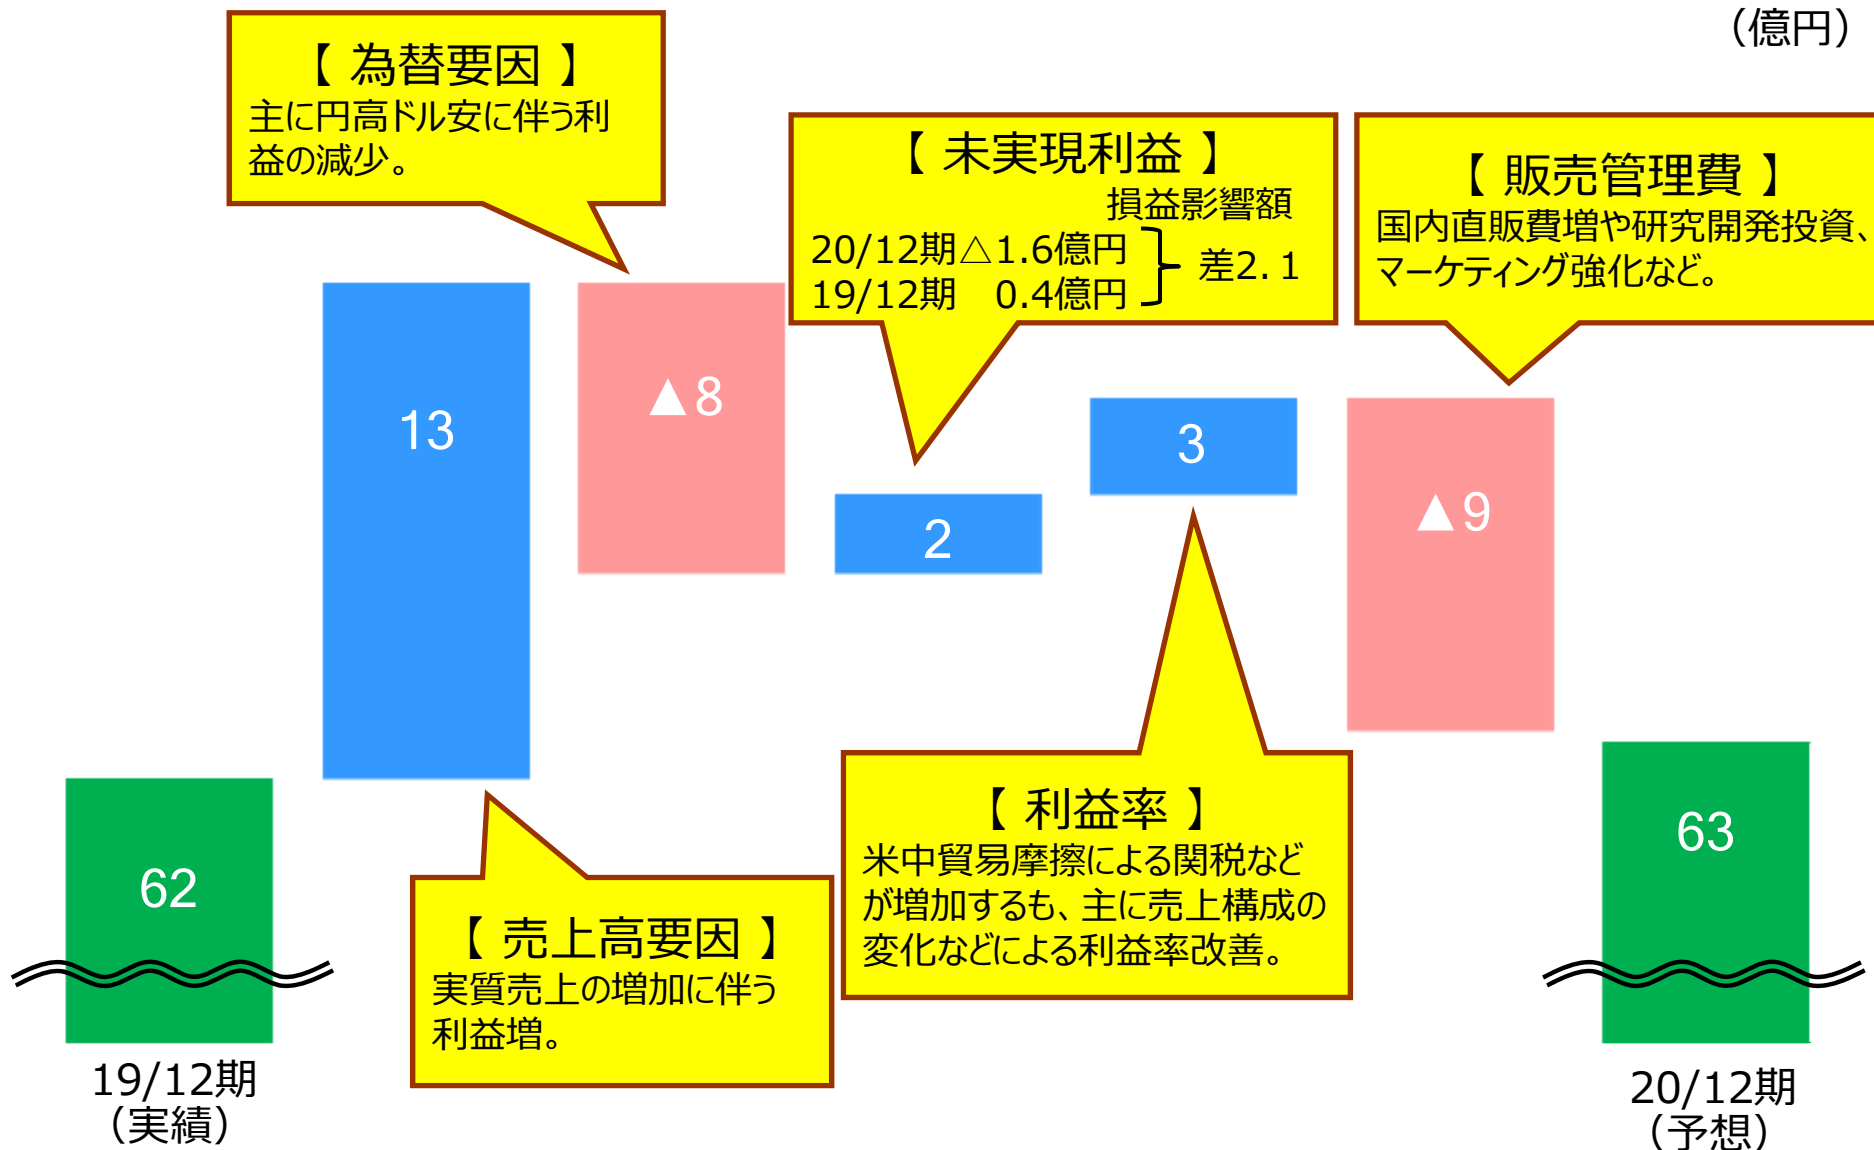 （億円）
【 為替要因 】
主に円高ドル安に伴う利
益の減少。
【 未実現利益 】
損益影響額
20/12期△1.6億円
19/12期　0.4億円
差2.1
【 販売管理費 】
国内直販費増や研究開発投資、
マーケティング強化など。
13
▲8
2
3
▲9
62
63
【 売上高要因 】
実質売上の増加に伴う
利益増。
【 利益率 】
米中貿易摩擦による関税など
が増加するも、主に売上構成の
変化などによる利益率改善。
19/12期
（実績）
20/12期
（予想）